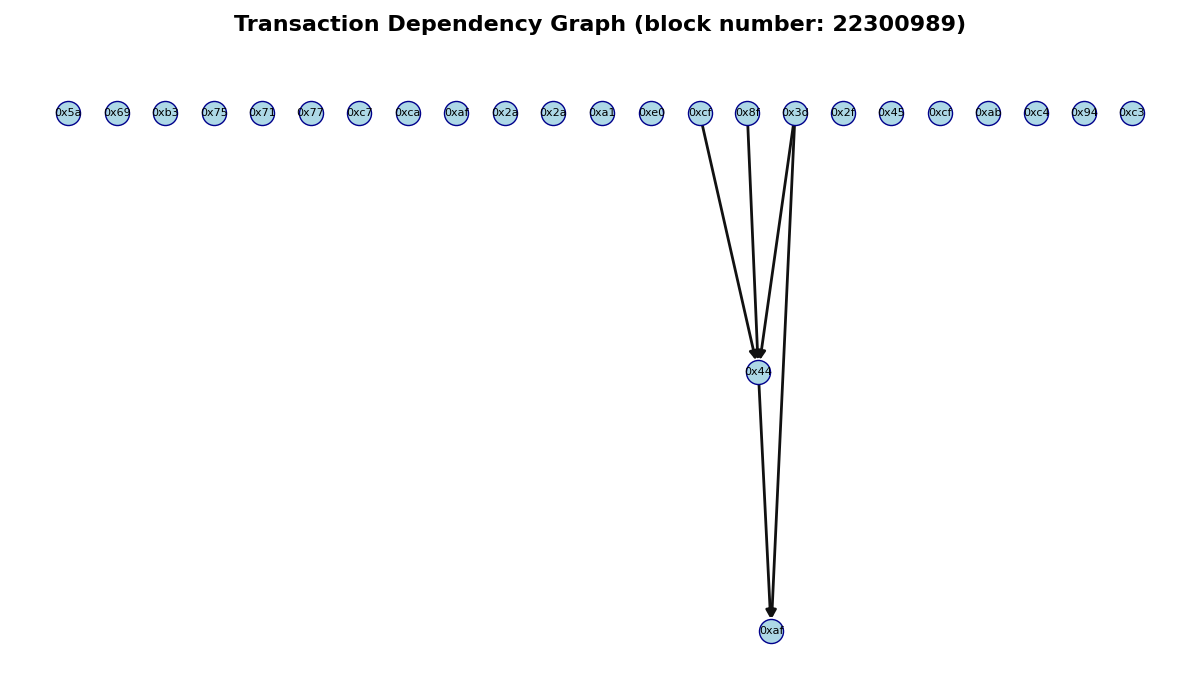 Transaction Dependency Graph (block number: 22300989)
0x5a 0x69 0xb3 0x75 0x71 0x77 0xc7 0xca 0xaf 0x2a 0x2a 0xa1 0xe0 0xcf 0x8f 0x3d 0x2f 0x45 0xcf 0xab 0xc4 0x94 0xc3
0x44
0xaf